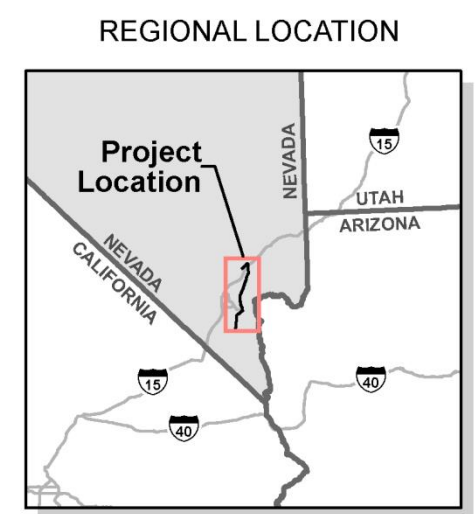 REGIONAL LOCATION
Project
Location
NEVADA
15
UTAH
ARIZONA
NEVADA
CALIFORNIA
15
40
40